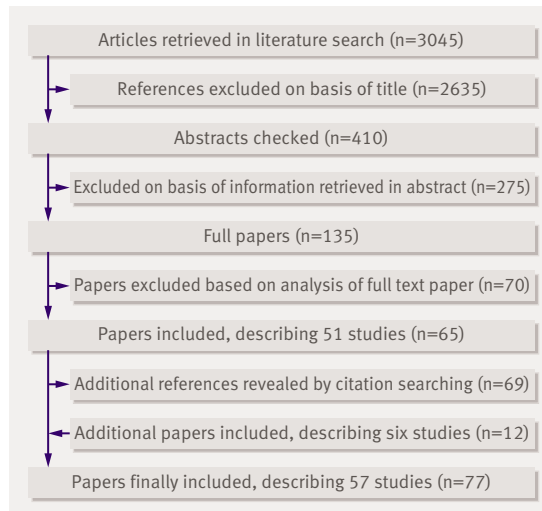 Articles retrieved in literature search (n=3045)
References excluded on basis of title (n=2635)
Abstracts checked (n=410)
Excluded on basis of information retrieved in abstract (n=275)
Full papers (n=135)
Papers excluded based on analysis of full text paper (n=70)
Papers included, describing 51 studies (n=65)
Additional references revealed by citation searching (n=69)
Additional papers included, describing six studies (n=12)
Papers finally included, describing 57 studies (n=77)